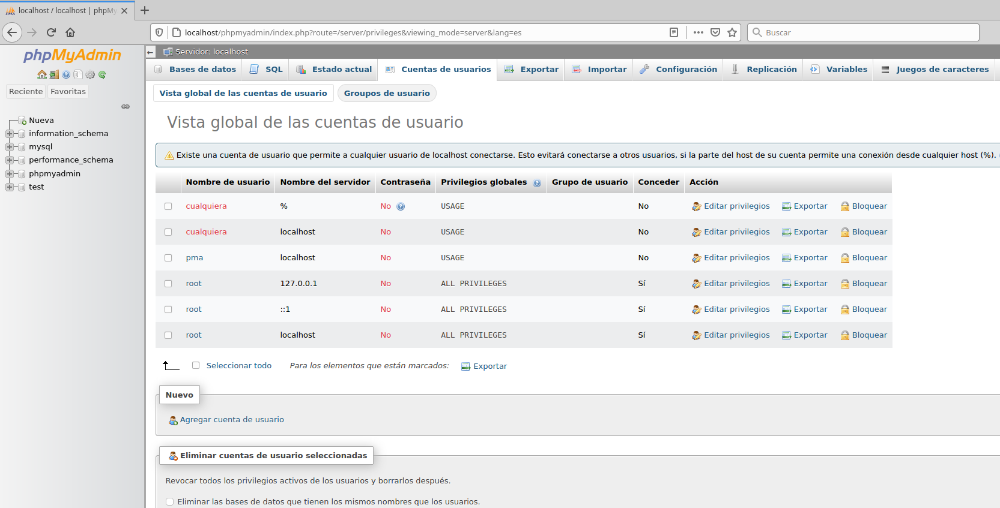 localhost / localhost | phpMy
localhost/phpmyadmin/index.php?route=/server/privileges&viewing_mode=server&lang=es
Buscar
phpMyAdmin
Reciente
Favoritas
Nueva
information_schema
mysql
performance_schema
phpmyadmin
test
Servidor: localhost
Bases de datos
SQL
Estado actual
Cuentas de usuarios
Exportar
Importar
Configuración
Replicación
Variables
Juegos de caracteres
Vista global de las cuentas de usuario
Groupos de usuario
Vista global de las cuentas de usuario
Existe una cuenta de usuario que permite a cualquier usuario de localhost conectarse. Esto evitará conectarse a otros usuarios, si la parte del host de su cuenta permite una conexión desde cualquier host (%).
Nombre de usuario Nombre del servidor Contraseña Privilegios globales Grupo de usuario Conceder Acción
cualquiera % No USAGE No Editar privilegios Exportar Bloquear
cualquiera localhost No USAGE No Editar privilegios Exportar Bloquear
pma localhost No USAGE No Editar privilegios Exportar Bloquear
root 127.0.0.1 No ALL PRIVILEGES Sí Editar privilegios Exportar Bloquear
root ::1 No ALL PRIVILEGES Sí Editar privilegios Exportar Bloquear
root localhost No ALL PRIVILEGES Sí Editar privilegios Exportar Bloquear
Seleccionar todo Para los elementos que están marcados: Exportar
Nuevo
Agregar cuenta de usuario
Eliminar cuentas de usuario seleccionadas
Revocar todos los privilegios activos de los usuarios y borrarlos después.
Eliminar las bases de datos que tienen los mismos nombres que los usuarios.